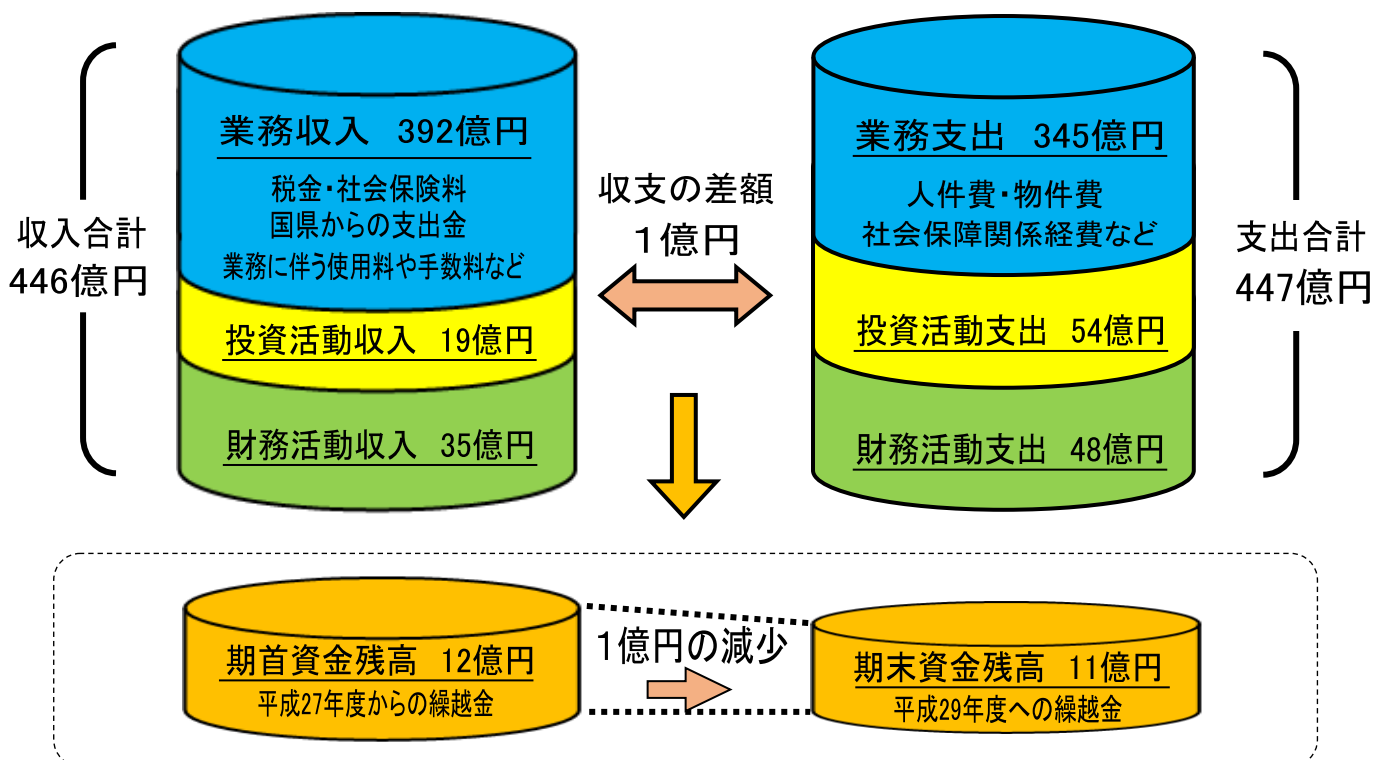 収入合計
446億円
業務収入 392億円
税金・社会保険料
国県からの支出金
業務に伴う使用料や手数料など
投資活動収入 19億円
財務活動収入 35億円
収支の差額
1億円
業務支出 345億円
人件費・物件費
社会保障関係経費など
投資活動支出 54億円
財務活動支出 48億円
支出合計
447億円
期首資金残高 12億円
平成27年度からの繰越金
1億円の減少
期末資金残高 11億円
平成29年度への繰越金